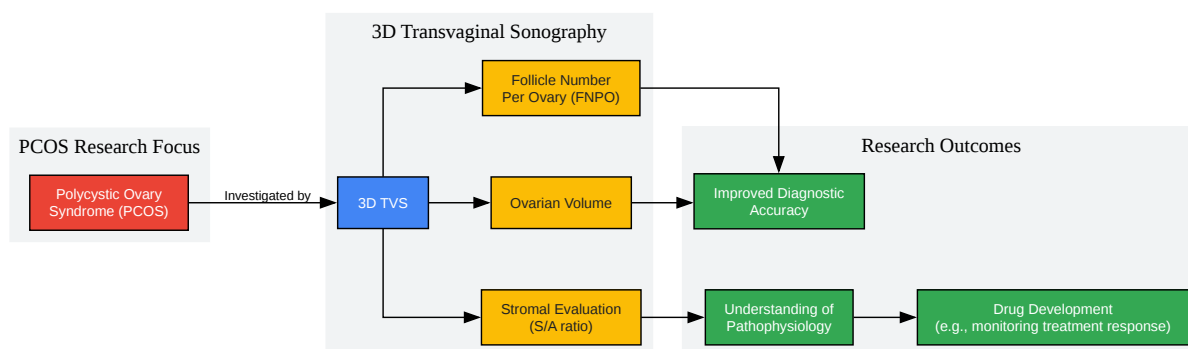 3D Transvaginal Sonography
Follicle Number
Per Ovary (FNPO)
PCOS Research Focus
Research Outcomes
Polycystic Ovary
Syndrome (PCOS)
Investigated by
3D TVS
Ovarian Volume
Improved Diagnostic
Accuracy
Stromal Evaluation
(S/A ratio)
Understanding of
Pathophysiology
Drug Development
(e.g., monitoring treatment response)